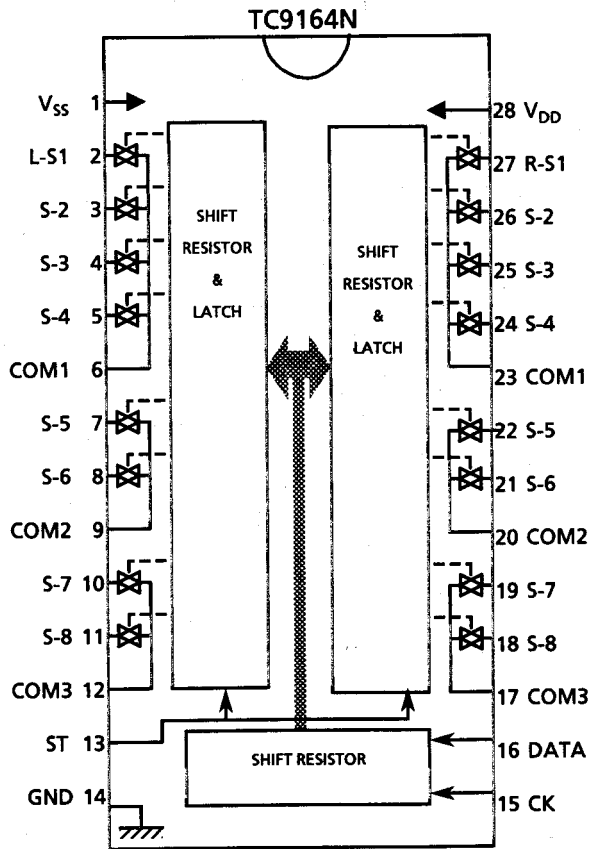 TC9164N
VSS 1
28 VDD
L-S1 2
27 R-S1
S-2 3
26 S-2
S-3 4
25 S-3
S-4 5
24 S-4
COM1 6
23 COM1
S-5 7
22 S-5
S-6 8
21 S-6
COM2 9
20 COM2
S-7 10
19 S-7
S-8 11
18 S-8
COM3 12
17 COM3
ST 13
16 DATA
GND 14
15 CK
SHIFT
RESISTOR
&
LATCH
SHIFT
RESISTOR
&
LATCH
SHIFT RESISTOR